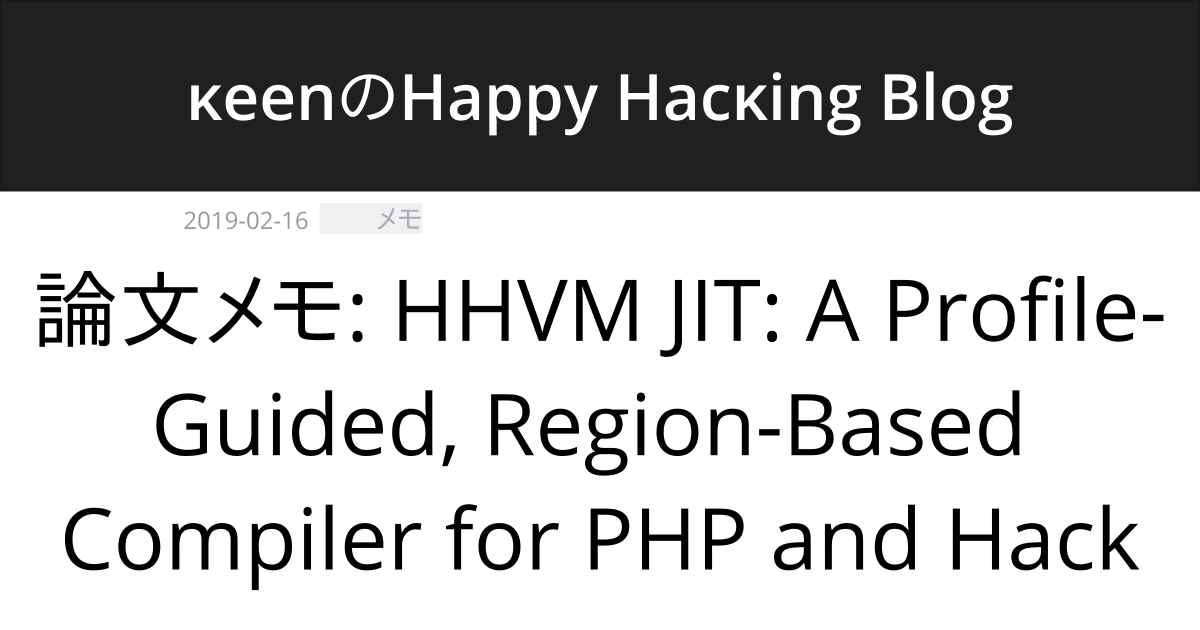 κeenのHappy Hacκing Blog
2019-02-16 メモ
論文メモ: HHVM JIT: A Profile-
Guided, Region-Based
Compiler for PHP and Hack